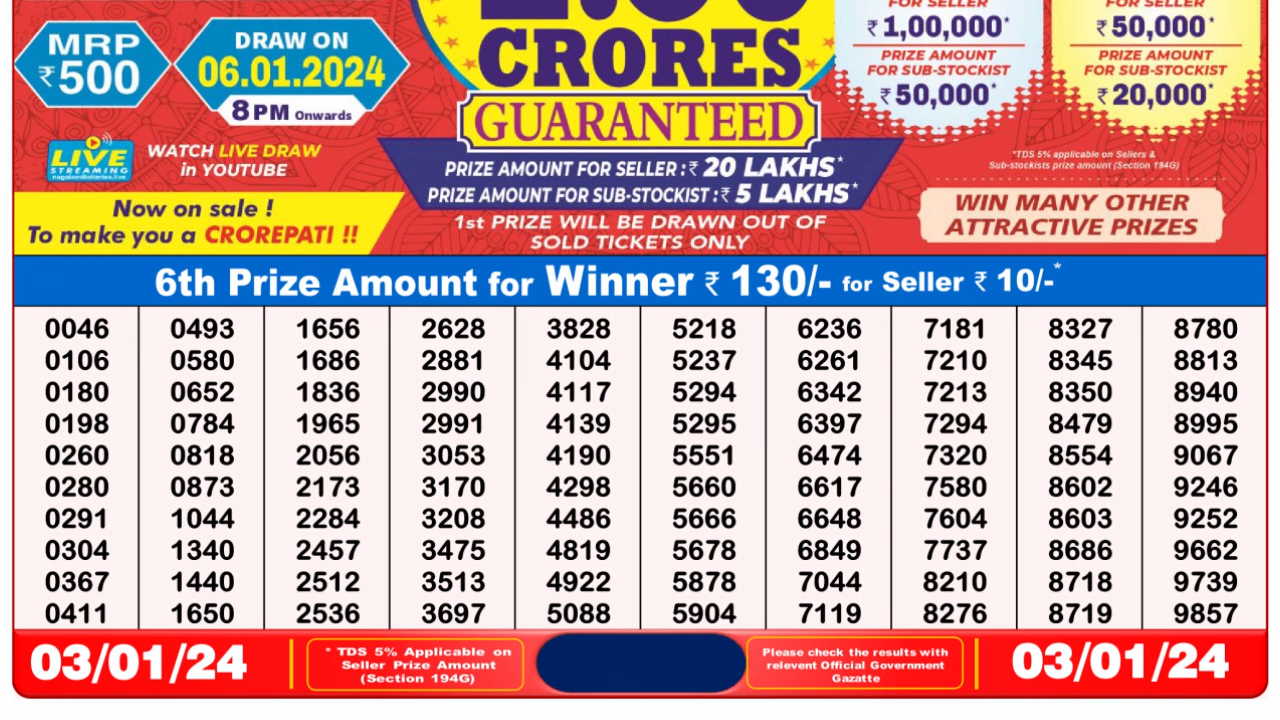 FOR SELLER
FOR SELLER
MRP
₹500
DRAW ON
06.01.2024
8PM Onwards
CRORES
GUARANTEED
₹1,00,000*
PRIZE AMOUNT
FOR SUB-STOCKIST
₹50,000*
₹50,000*
PRIZE AMOUNT
FOR SUB-STOCKIST
₹20,000*
LIVE
STREAMING
nagalandlotteries.live
WATCH LIVE DRAW
in YOUTUBE
PRIZE AMOUNT FOR SELLER :₹ 20 LAKHS*
PRIZE AMOUNT FOR SUB-STOCKIST :₹ 5 LAKHS*
*TDS 5% applicable on Sellers &
Sub-stockists prize amount (Section 194G)
Now on sale !
To make you a CROREPATI !!
1st PRIZE WILL BE DRAWN OUT OF
SOLD TICKETS ONLY
WIN MANY OTHER
ATTRACTIVE PRIZES
6th Prize Amount for Winner ₹ 130/- for Seller ₹ 10/-*
0046 0493 1656 2628 3828 5218 6236 7181 8327 8780
0106 0580 1686 2881 4104 5237 6261 7210 8345 8813
0180 0652 1836 2990 4117 5294 6342 7213 8350 8940
0198 0784 1965 2991 4139 5295 6397 7294 8479 8995
0260 0818 2056 3053 4190 5551 6474 7320 8554 9067
0280 0873 2173 3170 4298 5660 6617 7580 8602 9246
0291 1044 2284 3208 4486 5666 6648 7604 8603 9252
0304 1340 2457 3475 4819 5678 6849 7737 8686 9662
0367 1440 2512 3513 4922 5878 7044 8210 8718 9739
0411 1650 2536 3697 5088 5904 7119 8276 8719 9857
03/01/24
* TDS 5% Applicable on
Seller Prize Amount
(Section 194G)
Please check the results with
relevent Official Government
Gazatte
03/01/24